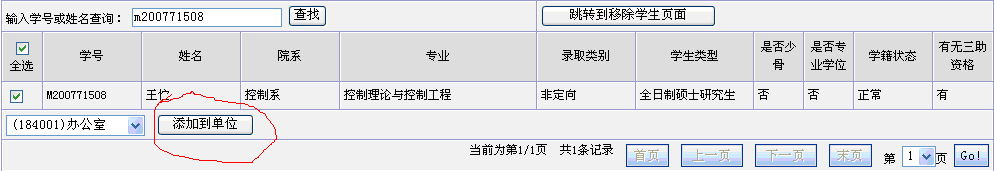 输入学号或姓名查询： m200771508 查找 跳转到移除学生页面
全选 学号 姓名 院系 专业 录取类别 学生类型 是否少骨 是否专业学位 学籍状态 有无三助资格
M200771508 王 控制系 控制理论与控制工程 非定向 全日制硕士研究生 否 否 正常 有
(184001)办公室 添加到单位
当前为第1/1页 共1条记录 首页 上一页 下一页 末页 第 1 页 Go!